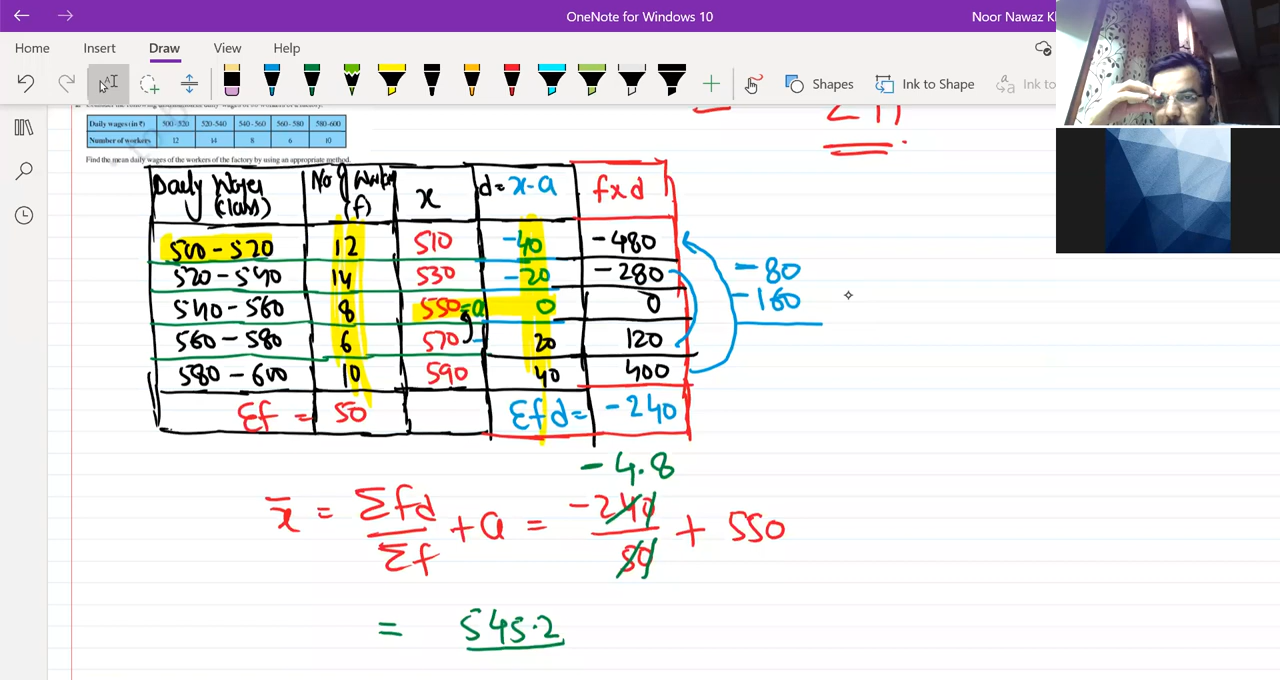 OneNote for Windows 10
Noor Nawaz
Home Insert Draw View Help
Shapes Ink to Shape Ink to
Daily wages (in ₹) 500 -520 520-540 540 -560 560 -580 580-600
Number of workers 12 14 8 6 10
Find the mean daily wages of the workers of the factory by using an appropriate method.
Daily Wages (Class) No of Workers (f) x d = x-a fxd
500 - 520 12 510 -40 -480
520 - 540 14 530 -20 -280
540 - 560 8 550=a 0 0
560 - 580 6 570 20 120
580 - 600 10 590 40 400
Σf = 50 Σfd = -240
-80
-160
-4.8
x̄ = Σfd / Σf + a = -240 / 50 + 550
= 545.2